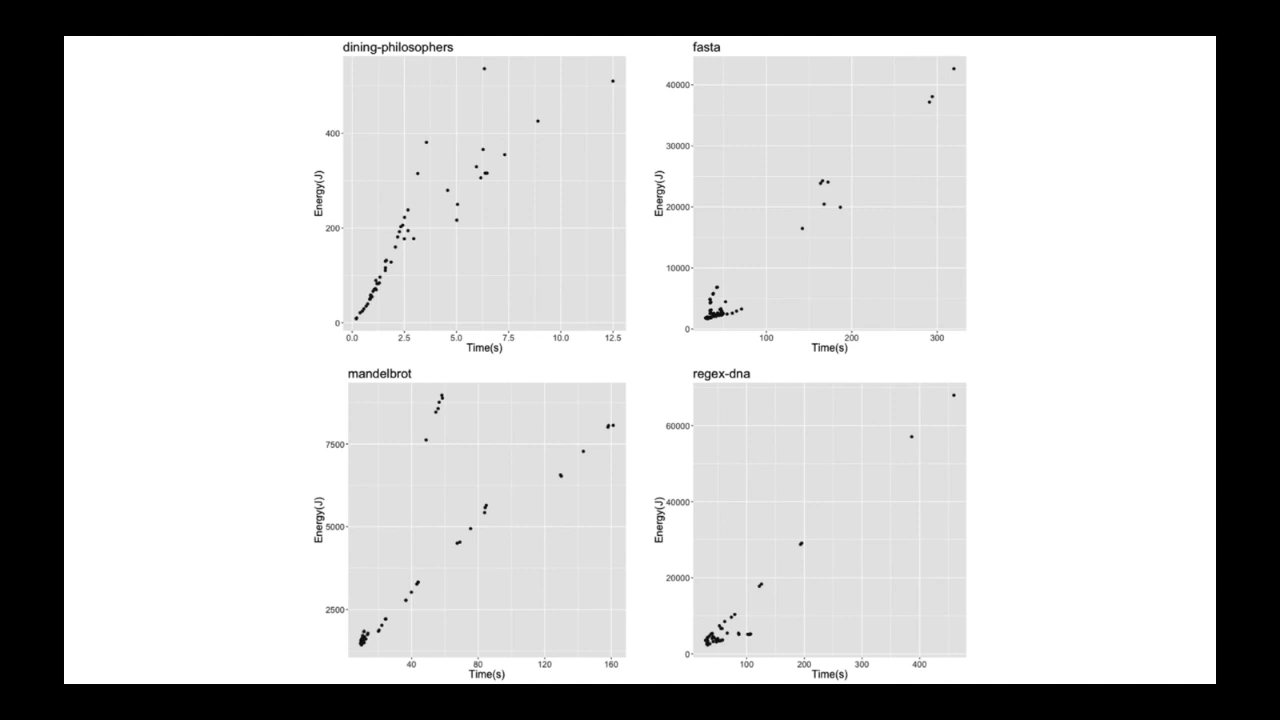 dining-philosophers
Energy(J)
400
200
0
0.0 2.5 5.0 7.5 10.0 12.5
Time(s)
fasta
Energy(J)
40000
30000
20000
10000
0
100 200 300
Time(s)
mandelbrot
Energy(J)
7500
5000
2500
40 80 120 160
Time(s)
regex-dna
Energy(J)
60000
40000
20000
0
100 200 300 400
Time(s)